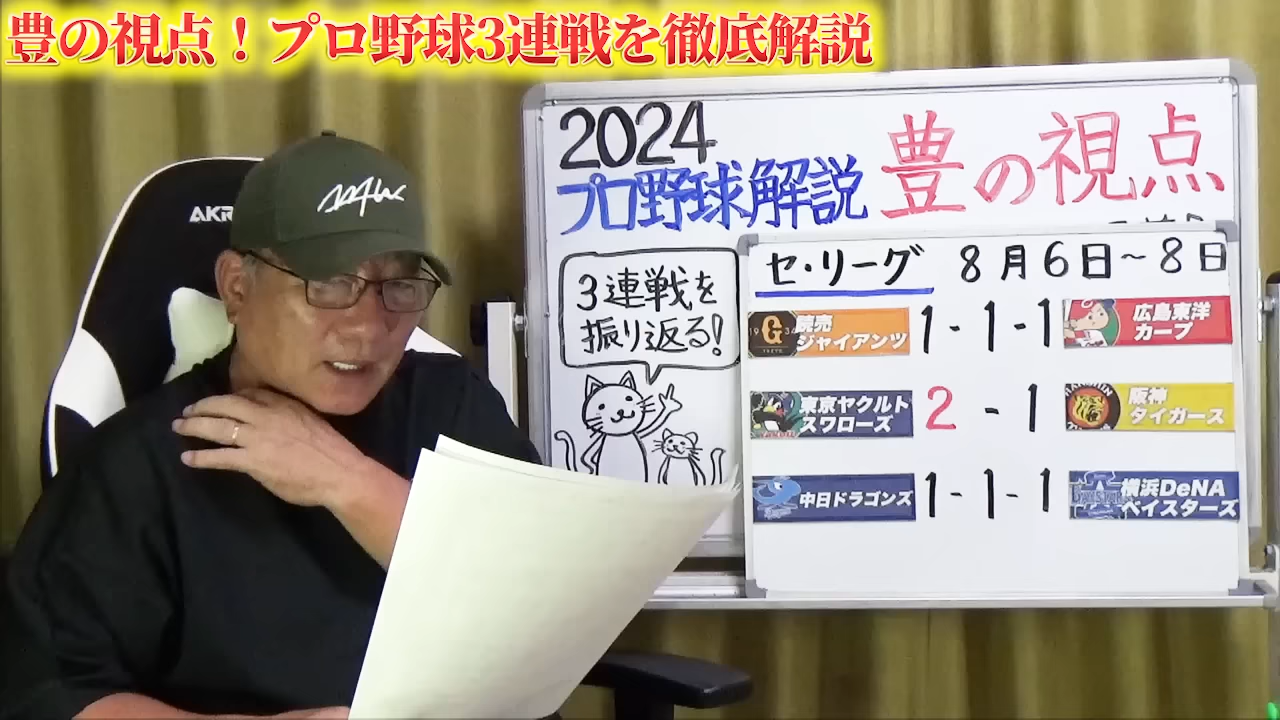 豊の視点!プロ野球3連戦を徹底解説
2024
プロ野球解説 豊の視点
3連戦を
振り返る!
セ・リーグ 8月6日~8日
読売
ジャイアンツ
1-1-1
広島東洋
カープ
東京ヤクルト
スワローズ
2-1
阪神
タイガース
中日ドラゴンズ
1-1-1
横浜DeNA
ベイスターズ